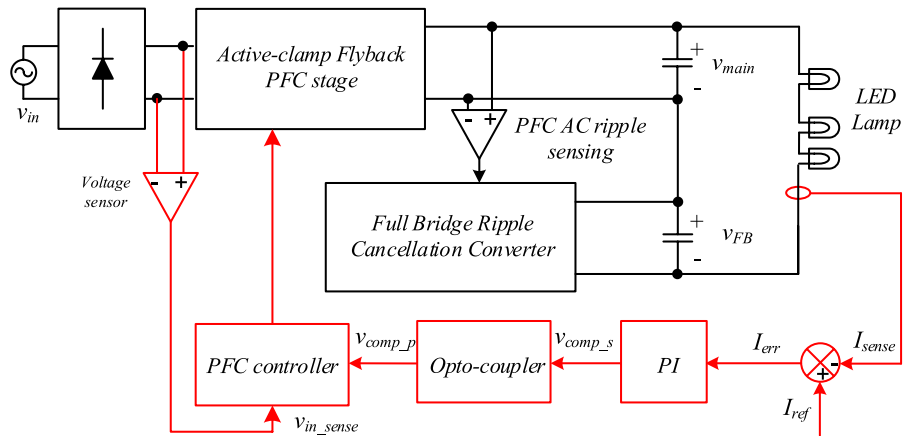 Active-clamp Flyback
PFC stage
v_in
+
v_main
-
LED
Lamp
- +
PFC AC ripple
sensing
Voltage
sensor
- +
Full Bridge Ripple
Cancellation Converter
+
v_FB
-
PFC controller
v_comp_p
Opto-coupler
v_comp_s
PI
I_err
-
+
I_sense
I_ref
v_in_sense